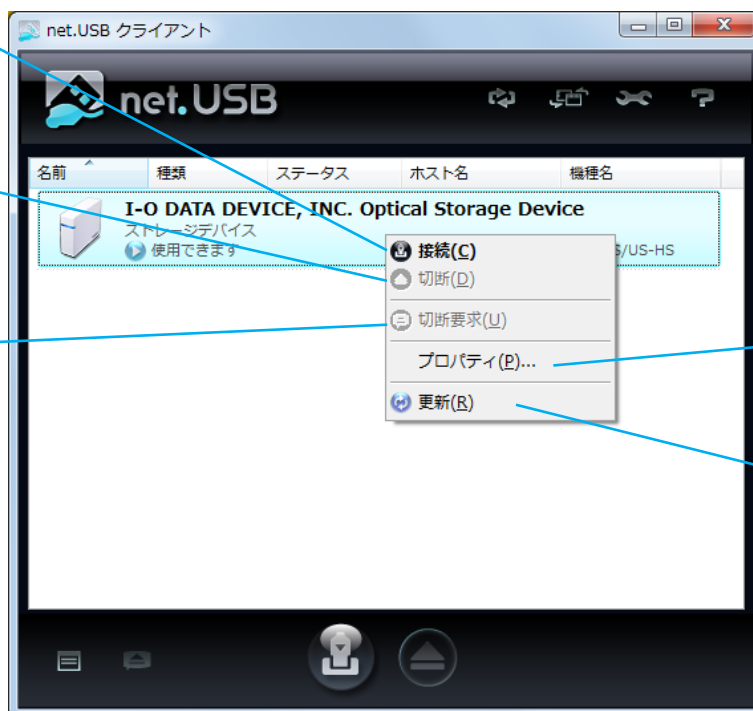 net.USB クライアント
net.USB
名前 種類 ステータス ホスト名 機種名
I-O DATA DEVICE, INC. Optical Storage Device
ストレージデバイス
使用できます
/US-HS
接続(C)
切断(D)
切断要求(U)
プロパティ(P)...
更新(R)